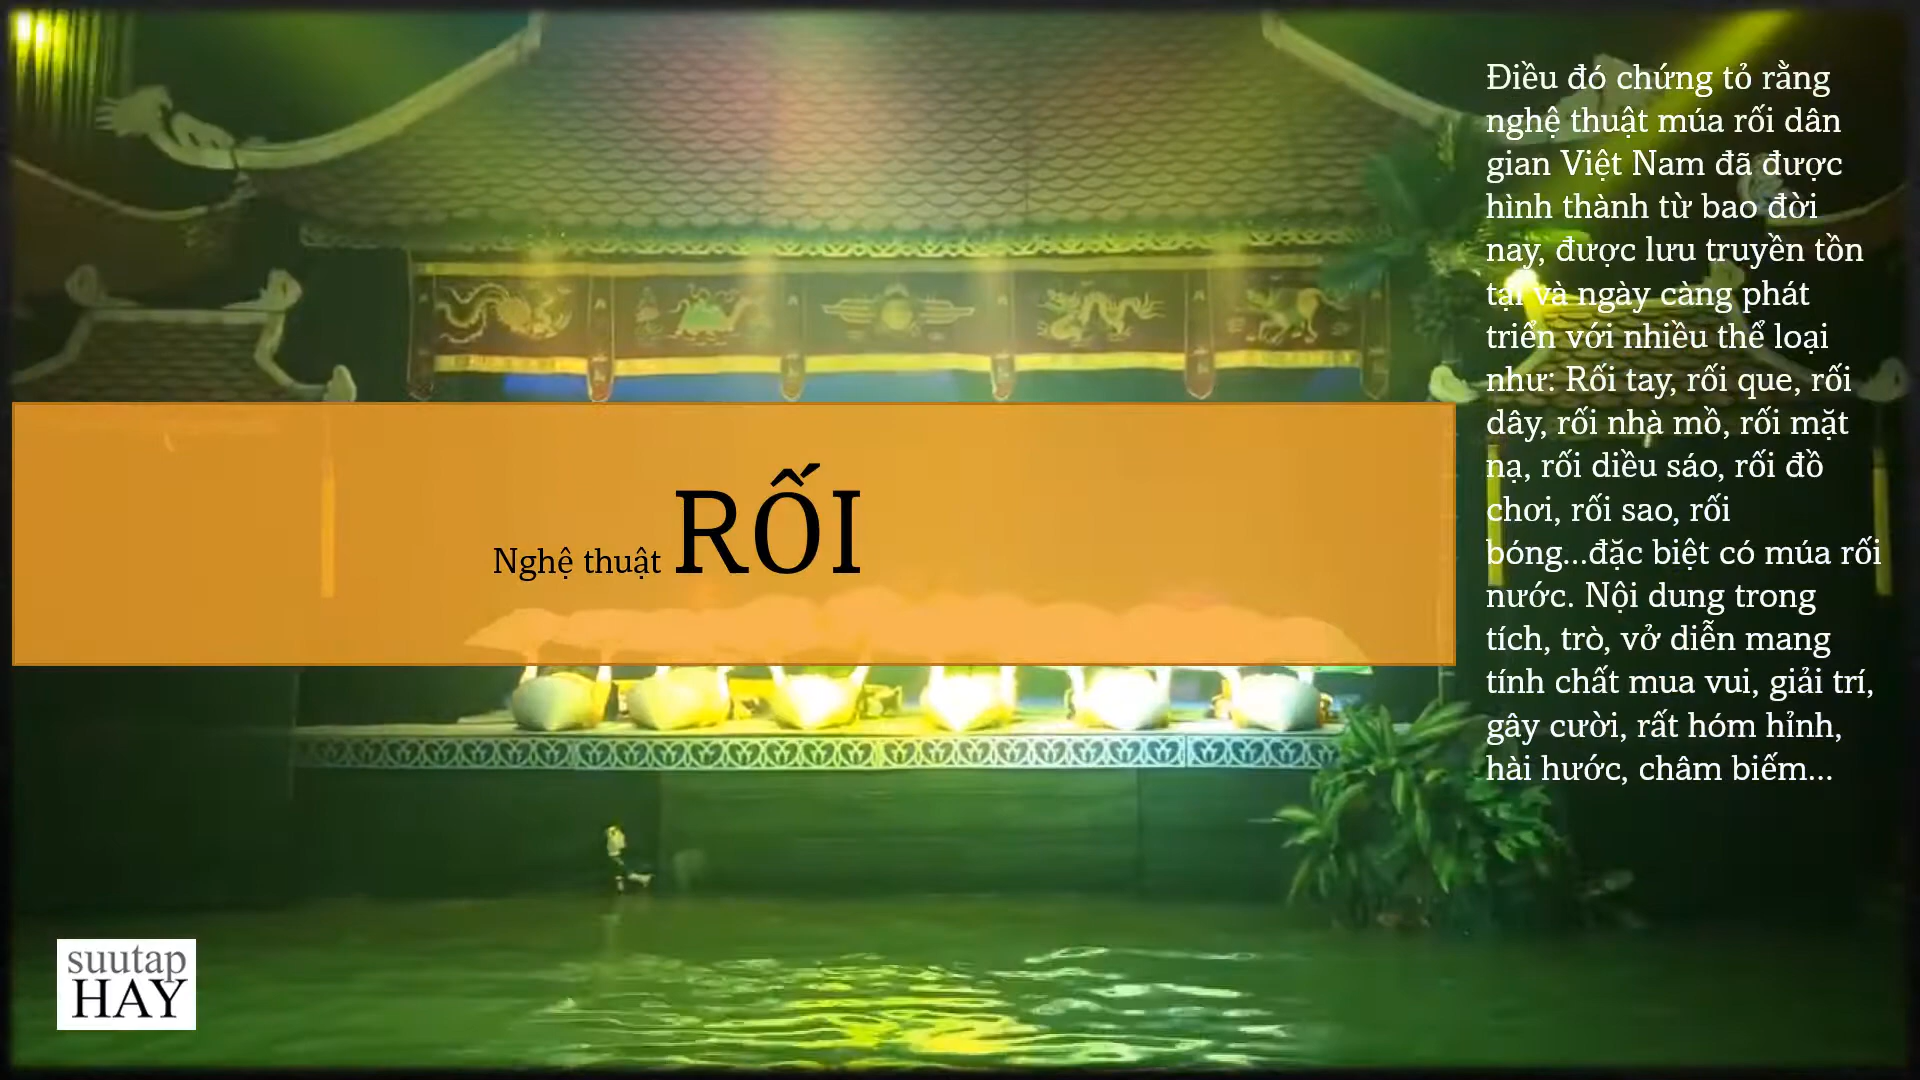 Điều đó chứng tỏ rằng
nghệ thuật múa rối dân
gian Việt Nam đã được
hình thành từ bao đời
nay, được lưu truyền tồn
tại và ngày càng phát
triển với nhiều thể loại
như: Rối tay, rối que, rối
dây, rối nhà mồ, rối mặt
nạ, rối diều sáo, rối đồ
chơi, rối sao, rối
bóng...đặc biệt có múa rối
nước. Nội dung trong
tích, trò, vở diễn mang
tính chất mua vui, giải trí,
gây cười, rất hóm hỉnh,
hài hước, châm biếm...
Nghệ thuật RỐI
suutap
HAY